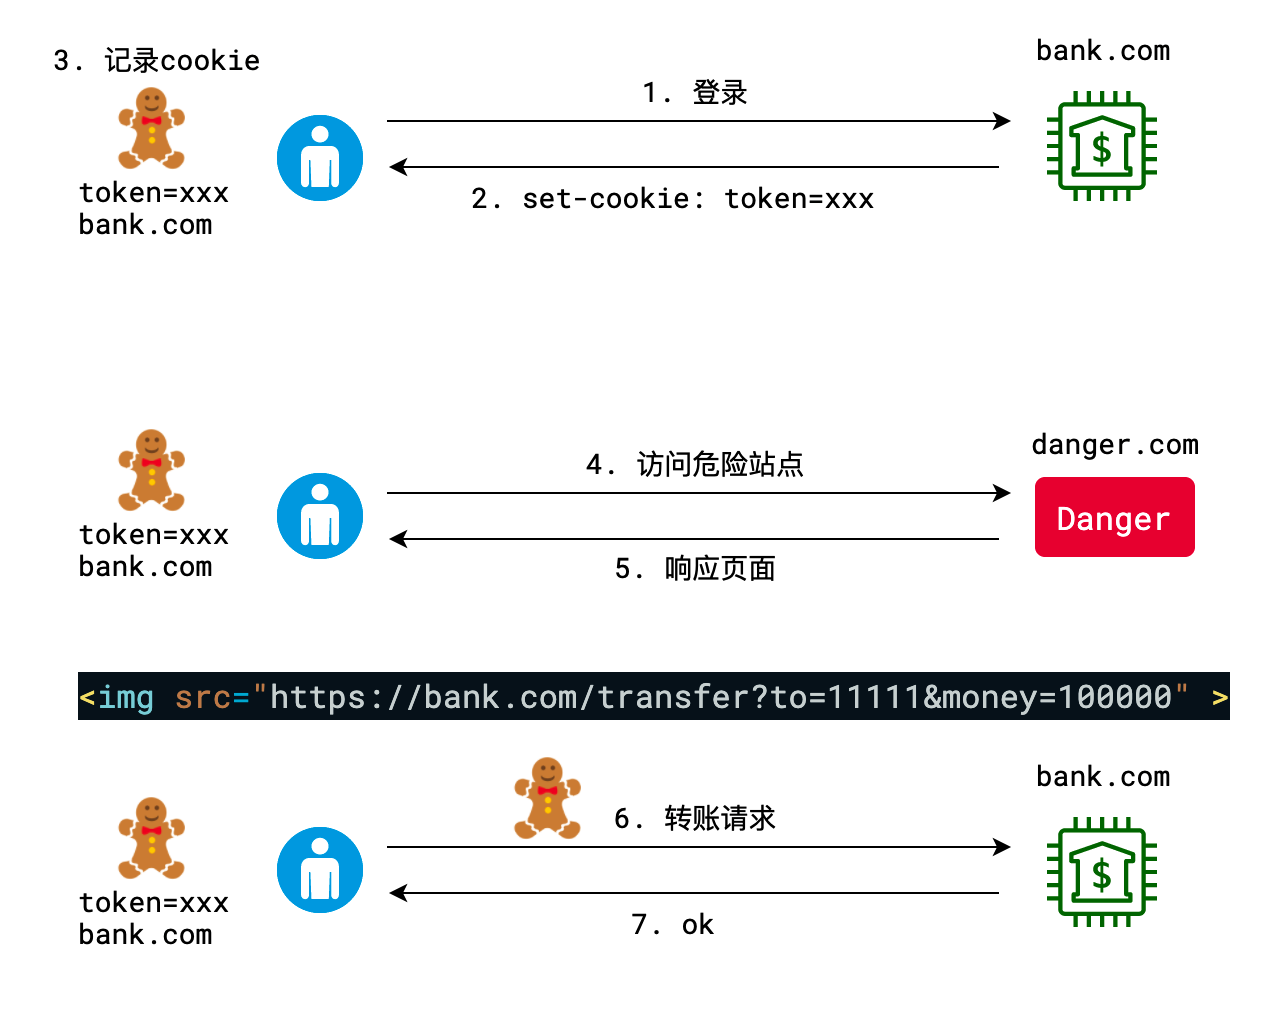 3. 记录cookie
bank.com
1. 登录
$
token=xxx
bank.com
2. set-cookie: token=xxx
danger.com
4. 访问危险站点
Danger
token=xxx
bank.com
5. 响应页面
<img src="https://bank.com/transfer?to=11111&money=100000" >
bank.com
6. 转账请求
$
token=xxx
bank.com
7. ok